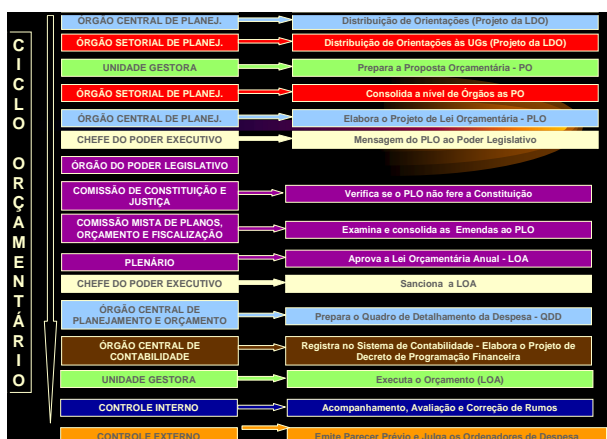 CICLO ORÇAMENTÁRIO
ÓRGÃO CENTRAL DE PLANEJ.
Distribuição de Orientações (Projeto da LDO)
ÓRGÃO SETORIAL DE PLANEJ.
Distribuição de Orientações às UGs (Projeto da LDO)
UNIDADE GESTORA
Prepara a Proposta Orçamentária - PO
ÓRGÃO SETORIAL DE PLANEJ.
Consolida a nível de Órgãos as PO
ÓRGÃO CENTRAL DE PLANEJ.
Elabora o Projeto de Lei Orçamentária - PLO
CHEFE DO PODER EXECUTIVO
Mensagem do PLO ao Poder Legislativo
ÓRGÃO DO PODER LEGISLATIVO
COMISSÃO DE CONSTITUIÇÃO E
JUSTIÇA
Verifica se o PLO não fere a Constituição
COMISSÃO MISTA DE PLANOS,
ORÇAMENTO E FISCALIZAÇÃO
Examina e consolida as Emendas ao PLO
PLENÁRIO
Aprova a Lei Orçamentária Anual - LOA
CHEFE DO PODER EXECUTIVO
Sanciona a LOA
ÓRGÃO CENTRAL DE
PLANEJAMENTO E ORÇAMENTO
Prepara o Quadro de Detalhamento da Despesa - QDD
ÓRGÃO CENTRAL DE
CONTABILIDADE
Registra no Sistema de Contabilidade - Elabora o Projeto de
Decreto de Programação Financeira
UNIDADE GESTORA
Executa o Orçamento (LOA)
CONTROLE INTERNO
Acompanhamento, Avaliação e Correção de Rumos
CONTROLE EXTERNO
Emite Parecer Prévio e Julga os Ordenadores de Despesa